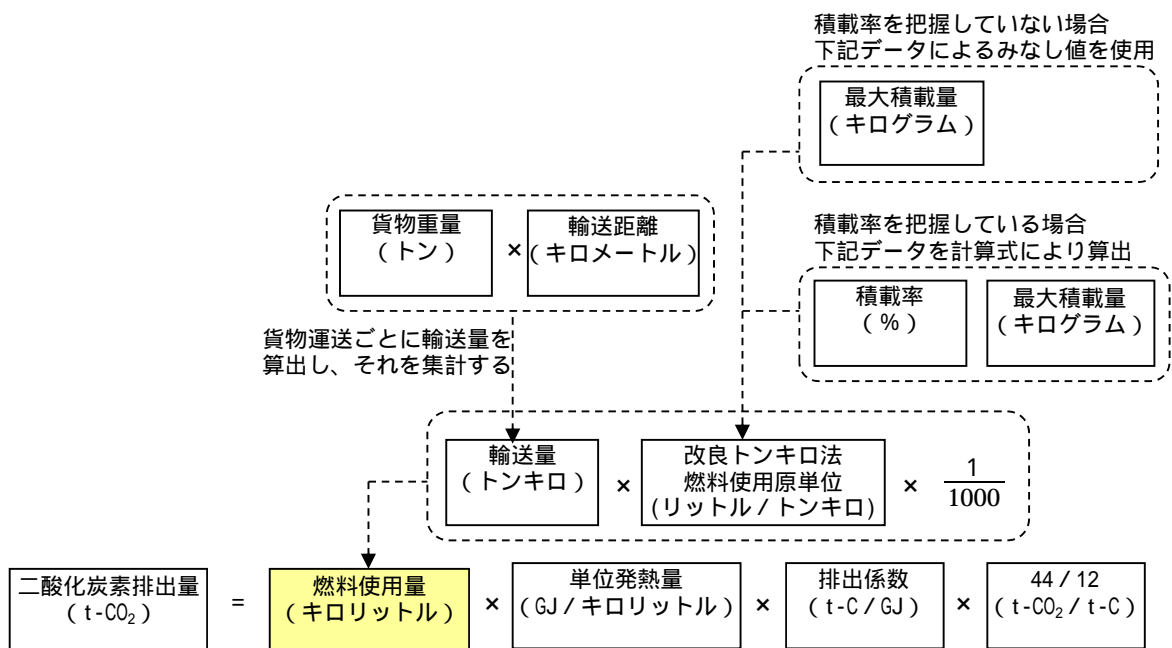 積載率を把握していない場合
下記データによるみなし値を使用
最大積載量
(キログラム)
貨物重量
(トン)
×
輸送距離
(キロメートル)
積載率を把握している場合
下記データを計算式により算出
積載率
(%)
最大積載量
(キログラム)
貨物運送ごとに輸送量を
算出し、それを集計する
輸送量
(トンキロ)
×
改良トンキロ法
燃料使用原単位
(リットル/トンキロ)
×
1
1000
二酸化炭素排出量
(t-CO₂)
=
燃料使用量
(キロリットル)
×
単位発熱量
(GJ/キロリットル)
×
排出係数
(t-C/GJ)
×
44/12
(t-CO₂/t-C)